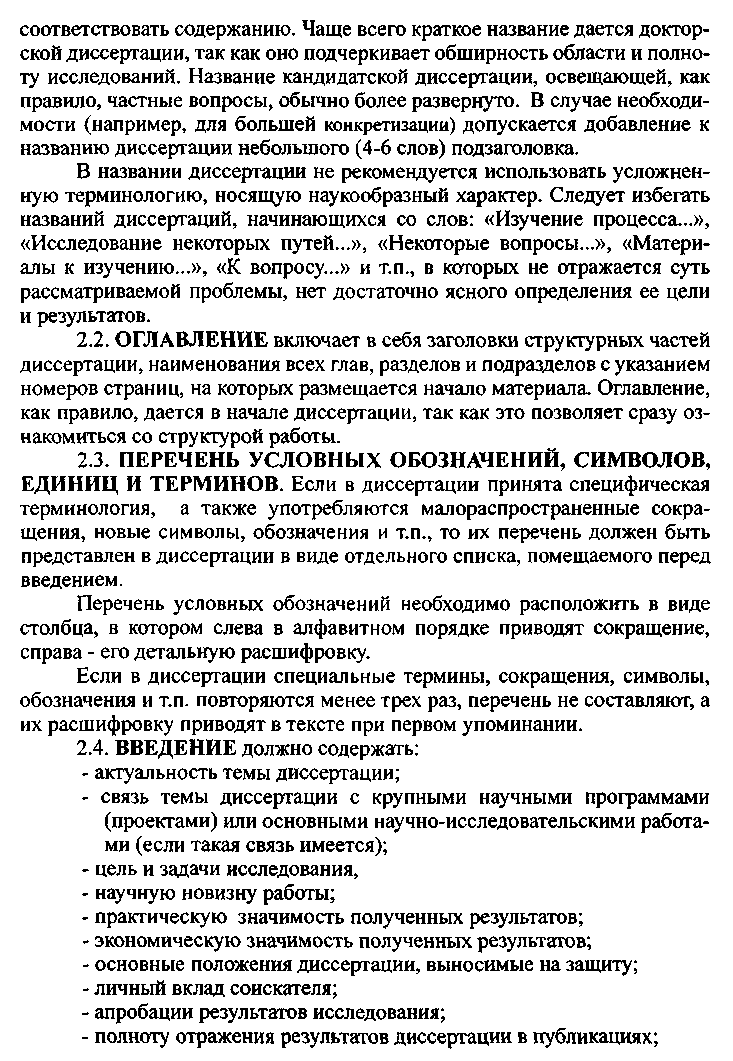 соответствовать содержанию. Чаще всего краткое название дается доктор-
ской диссертации, так как оно подчеркивает обширность области и полно-
ту исследований. Название кандидатской диссертации, освещающей, как
правило, частные вопросы, обычно более развернуто. В случае необходи-
мости (например, для большей конкретизации) допускается добавление к
названию диссертации небольшого (4-6 слов) подзаголовка.
В названии диссертации не рекомендуется использовать усложнен-
ную терминологию, носящую наукообразный характер. Следует избегать
названий диссертаций, начинающихся со слов: «Изучение процесса...»,
«Исследование некоторых путей...», «Некоторые вопросы...», «Матери-
алы к изучению...», «К вопросу...» и т.п., в которых не отражается суть
рассматриваемой проблемы, нет достаточно ясного определения ее цели
и результатов.
2.2. ОГЛАВЛЕНИЕ включает в себя заголовки структурных частей
диссертации, наименования всех глав, разделов и подразделов с указанием
номеров страниц, на которых размещается начало материала. Оглавление,
как правило, дается в начале диссертации, так как это позволяет сразу оз-
накомиться со структурой работы.
2.3. ПЕРЕЧЕНЬ УСЛОВНЫХ ОБОЗНАЧЕНИЙ, СИМВОЛОВ,
ЕДИНИЦ И ТЕРМИНОВ. Если в диссертации принята специфическая
терминология, а также употребляются малораспространенные сокра-
щения, новые символы, обозначения и т.п., то их перечень должен быть
представлен в диссертации в виде отдельного списка, помещаемого перед
введением.
Перечень условных обозначений необходимо расположить в виде
столбца, в котором слева в алфавитном порядке приводят сокращение,
справа - его детальную расшифровку.
Если в диссертации специальные термины, сокращения, символы,
обозначения и т.п. повторяются менее трех раз, перечень не составляют, а
их расшифровку приводят в тексте при первом упоминании.
2.4. ВВЕДЕНИЕ должно содержать:
- актуальность темы диссертации;
- связь темы диссертации с крупными научными программами
(проектами) или основными научно-исследовательскими работа-
ми (если такая связь имеется);
- цель и задачи исследования,
- научную новизну работы;
- практическую значимость полученных результатов;
- экономическую значимость полученных результатов;
- основные положения диссертации, выносимые на защиту;
- личный вклад соискателя;
- апробации результатов исследования;
- полноту отражения результатов диссертации в публикациях;